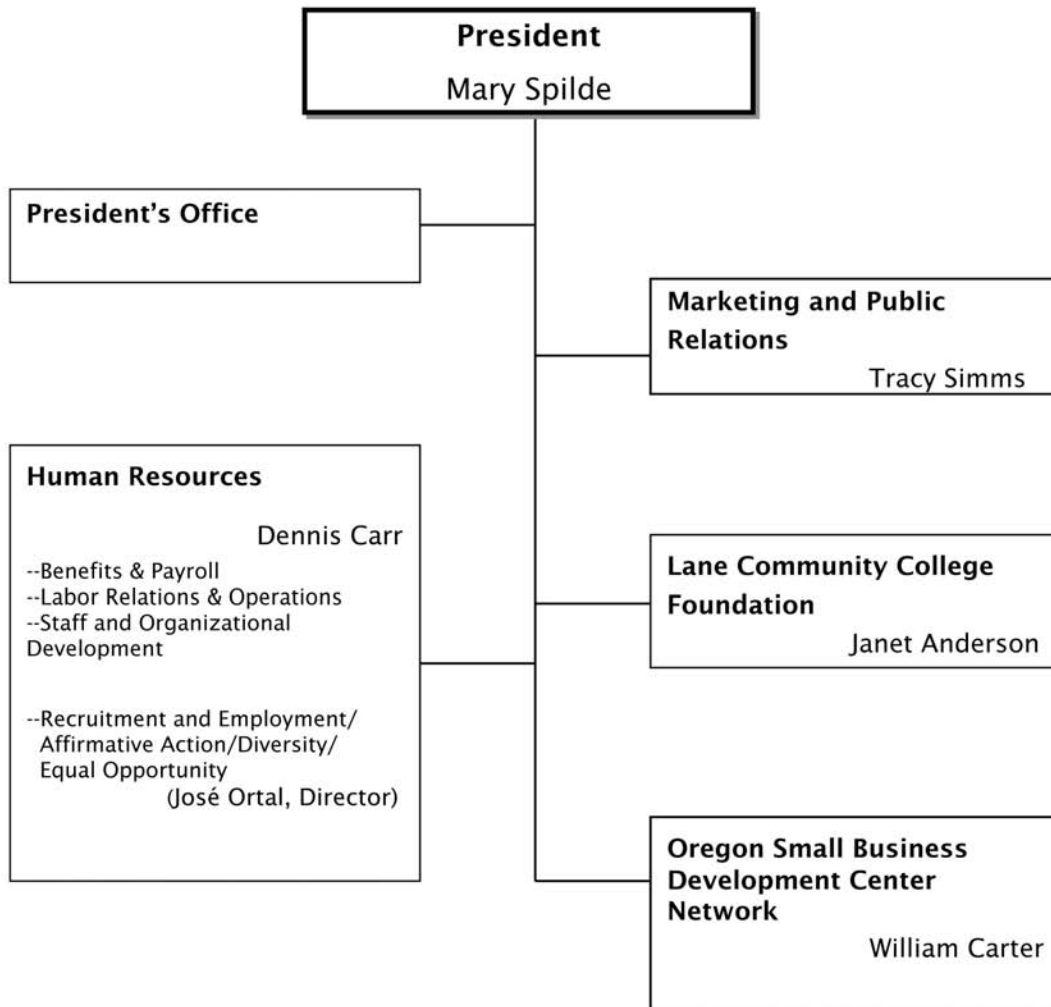 President
Mary Spilde
President's Office
Marketing and Public
Relations
Tracy Simms
Human Resources
Dennis Carr
--Benefits & Payroll
--Labor Relations & Operations
--Staff and Organizational
Development
--Recruitment and Employment/
Affirmative Action/Diversity/
Equal Opportunity
(José Ortal, Director)
Lane Community College
Foundation
Janet Anderson
Oregon Small Business
Development Center
Network
William Carter